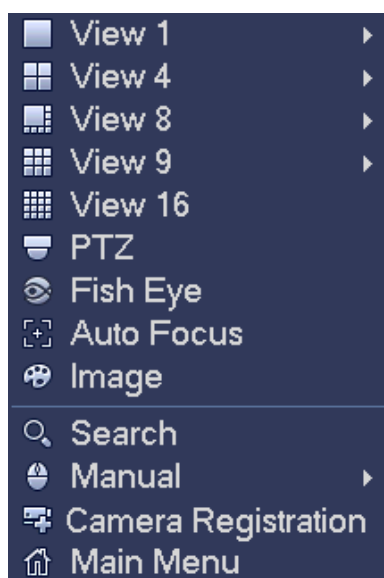 View 1
View 4
View 8
View 9
View 16
PTZ
Fish Eye
Auto Focus
Image
Search
Manual
Camera Registration
Main Menu